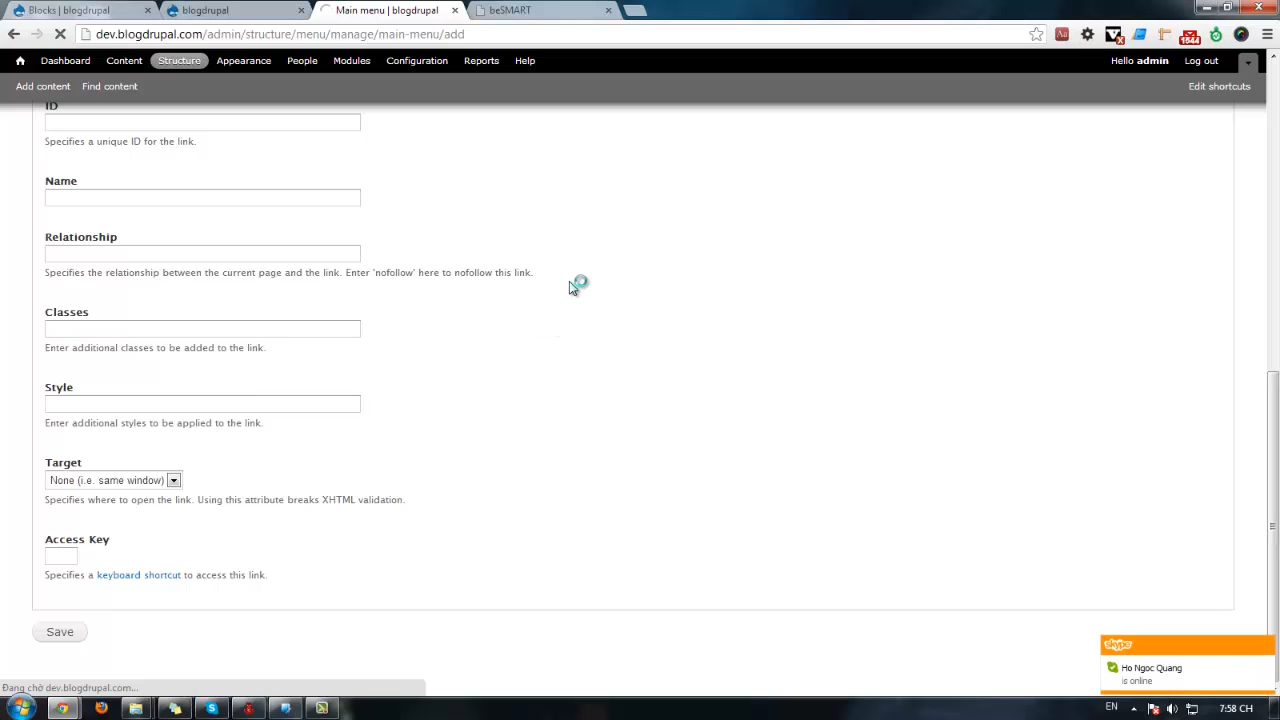 Blocks | blogdrupal
blogdrupal
Main menu | blogdrupal
beSMART
dev.blogdrupal.com/admin/structure/menu/manage/main-menu/add
1544
Dashboard Content Structure Appearance People Modules Configuration Reports Help
Hello admin Log out
Add content Find content
Edit shortcuts
ID
Specifies a unique ID for the link.
Name
Relationship
Specifies the relationship between the current page and the link. Enter 'nofollow' here to nofollow this link.
Classes
Enter additional classes to be added to the link.
Style
Enter additional styles to be applied to the link.
Target
None (i.e. same window)
Specifies where to open the link. Using this attribute breaks XHTML validation.
Access Key
Specifies a keyboard shortcut to access this link.
Save
skype
Ho Ngoc Quang
is online
Đang chờ dev.blogdrupal.com...
EN
7:58 CH